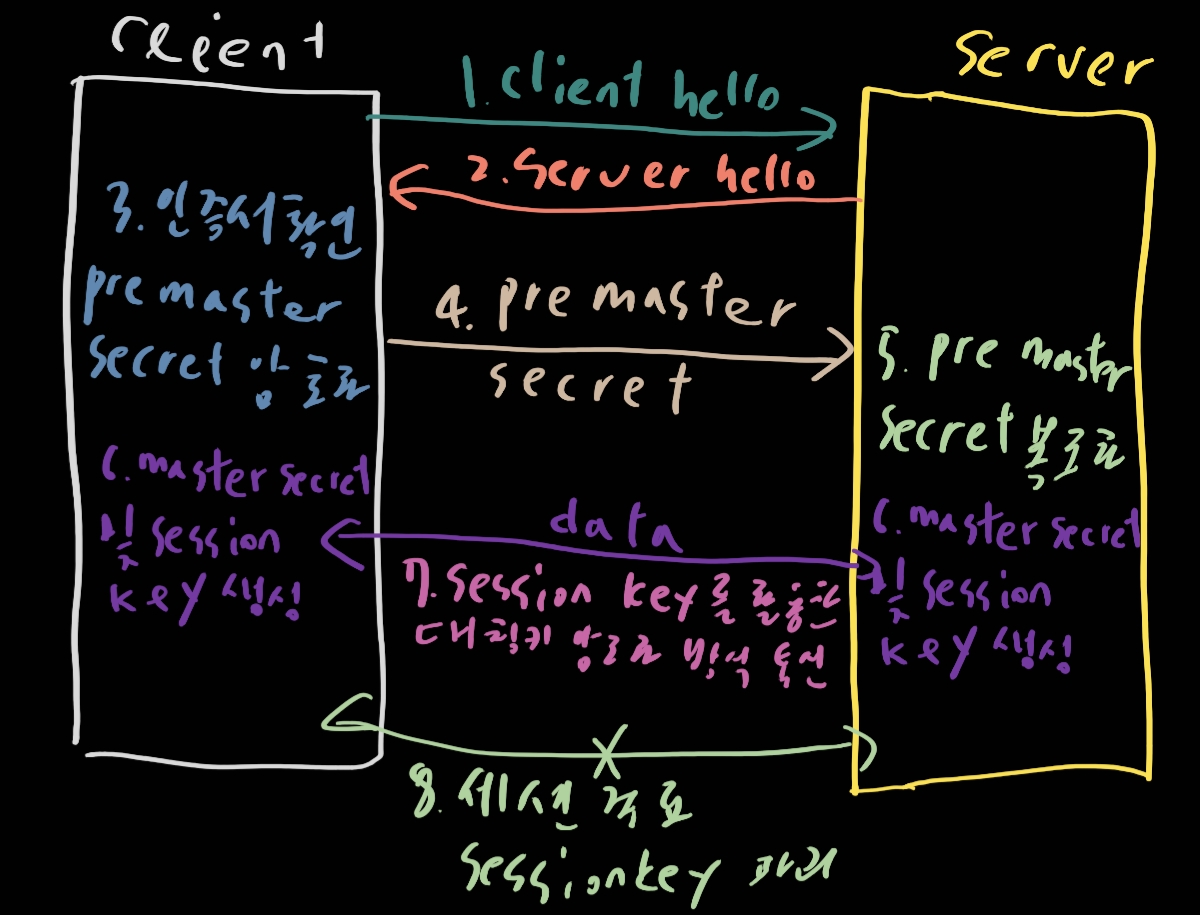 Client
Server
1. client hello
2. Server hello
3. 인증서 확인
pre master
secret 암호화
4. pre master
secret
5. pre master
secret 복호화
6. master secret
및 session
key 생성
data
6. master secret
및 session
key 생성
7. Session key를 활용한
대칭키 암호화 방식 통신
8. 세션 종료
session key 파괴